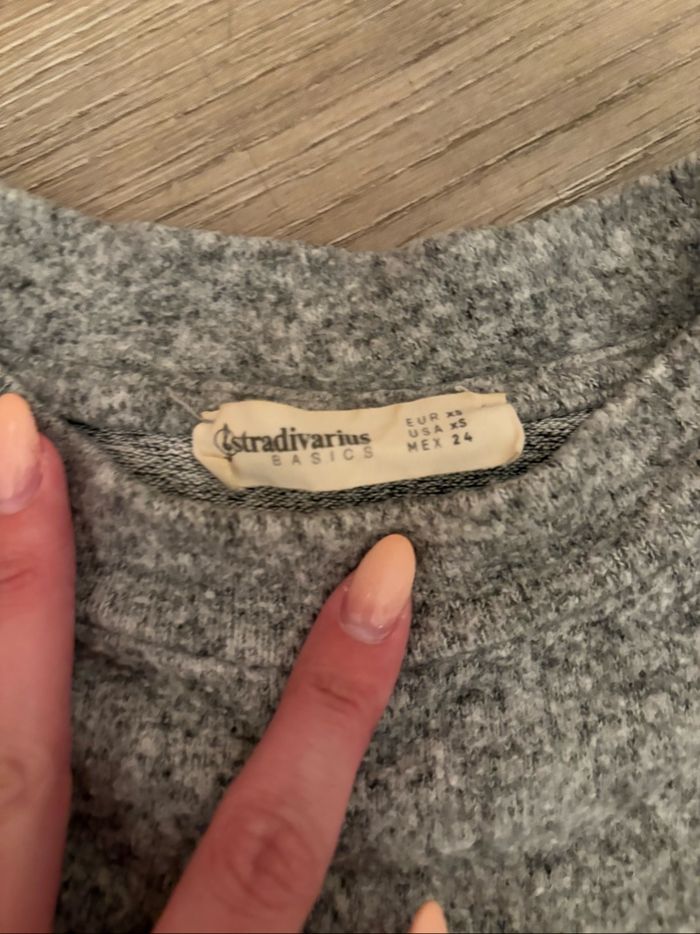 stradivarius
BASICS
EUR xs
USA xS
MEX 24